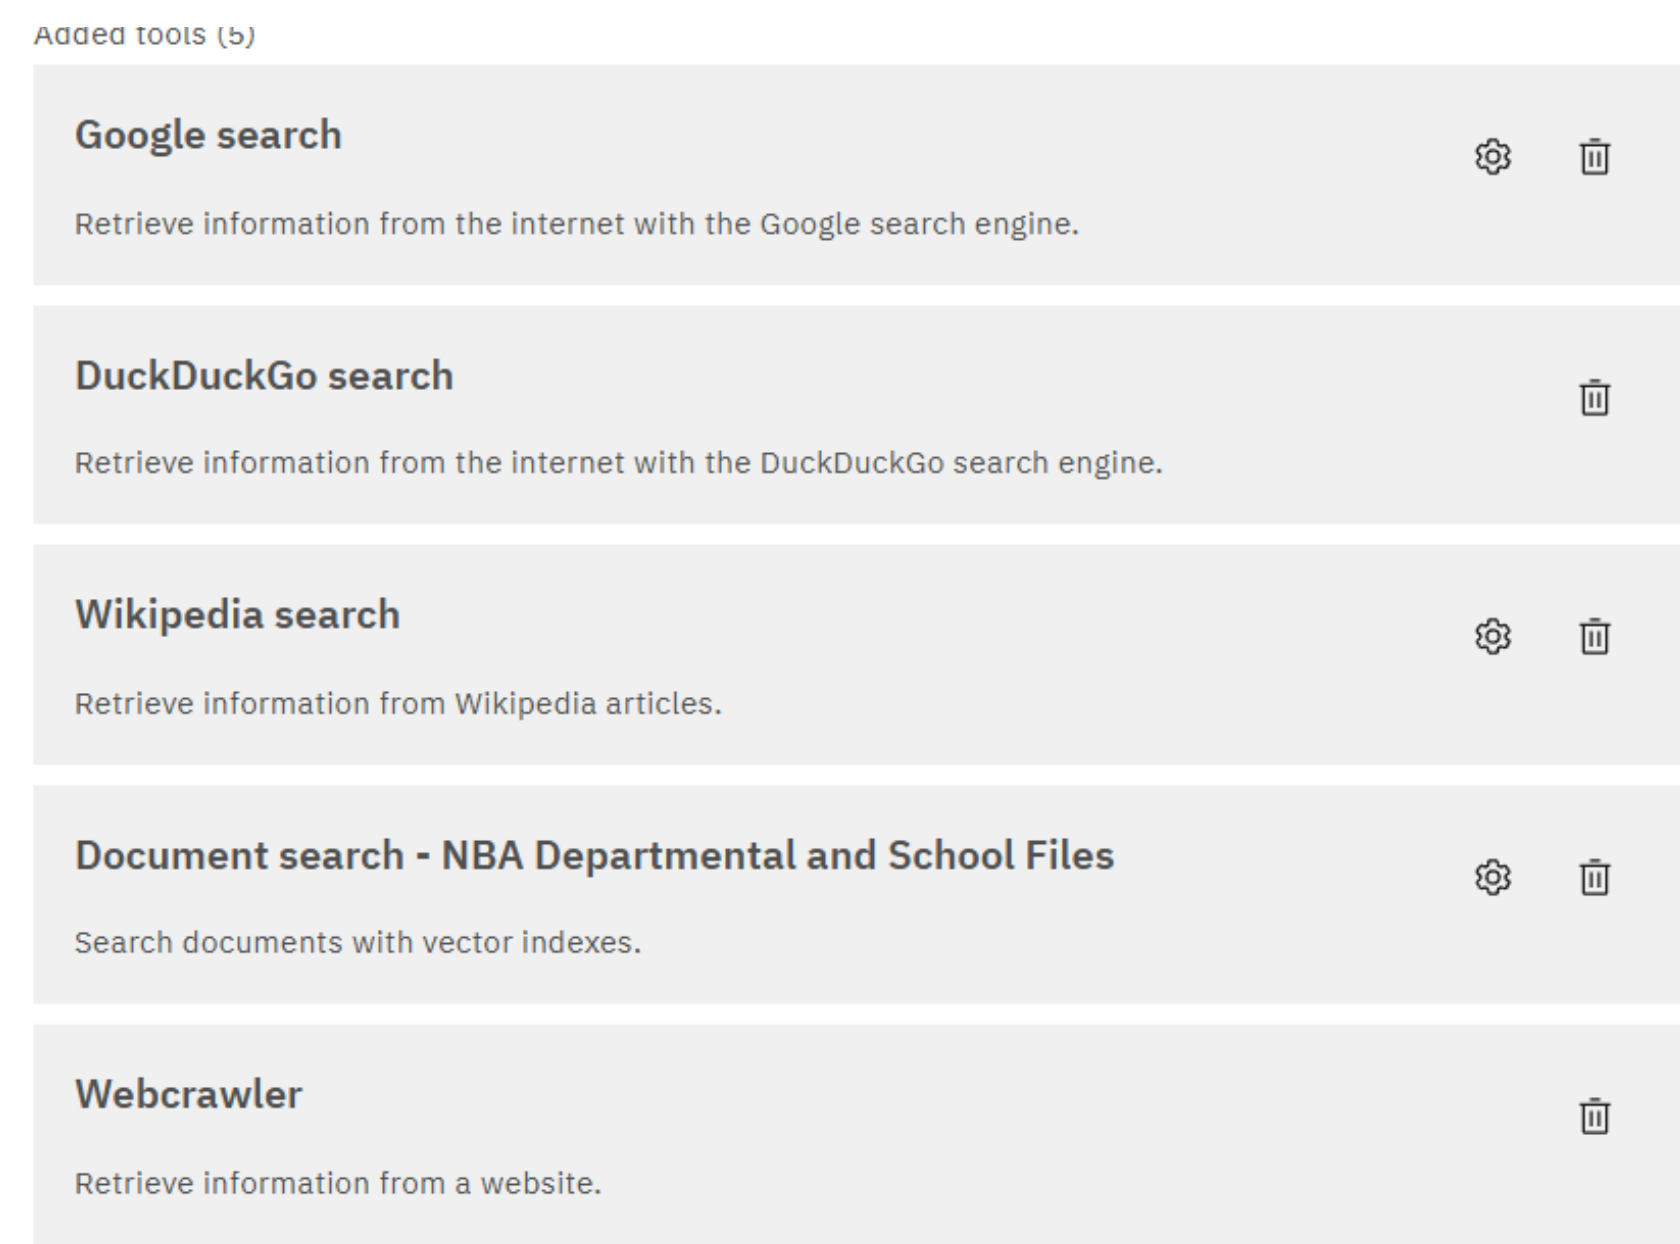 Added tools (5)
Google search
Retrieve information from the internet with the Google search engine.
DuckDuckGo search
Retrieve information from the internet with the DuckDuckGo search engine.
Wikipedia search
Retrieve information from Wikipedia articles.
Document search - NBA Departmental and School Files
Search documents with vector indexes.
Webcrawler
Retrieve information from a website.